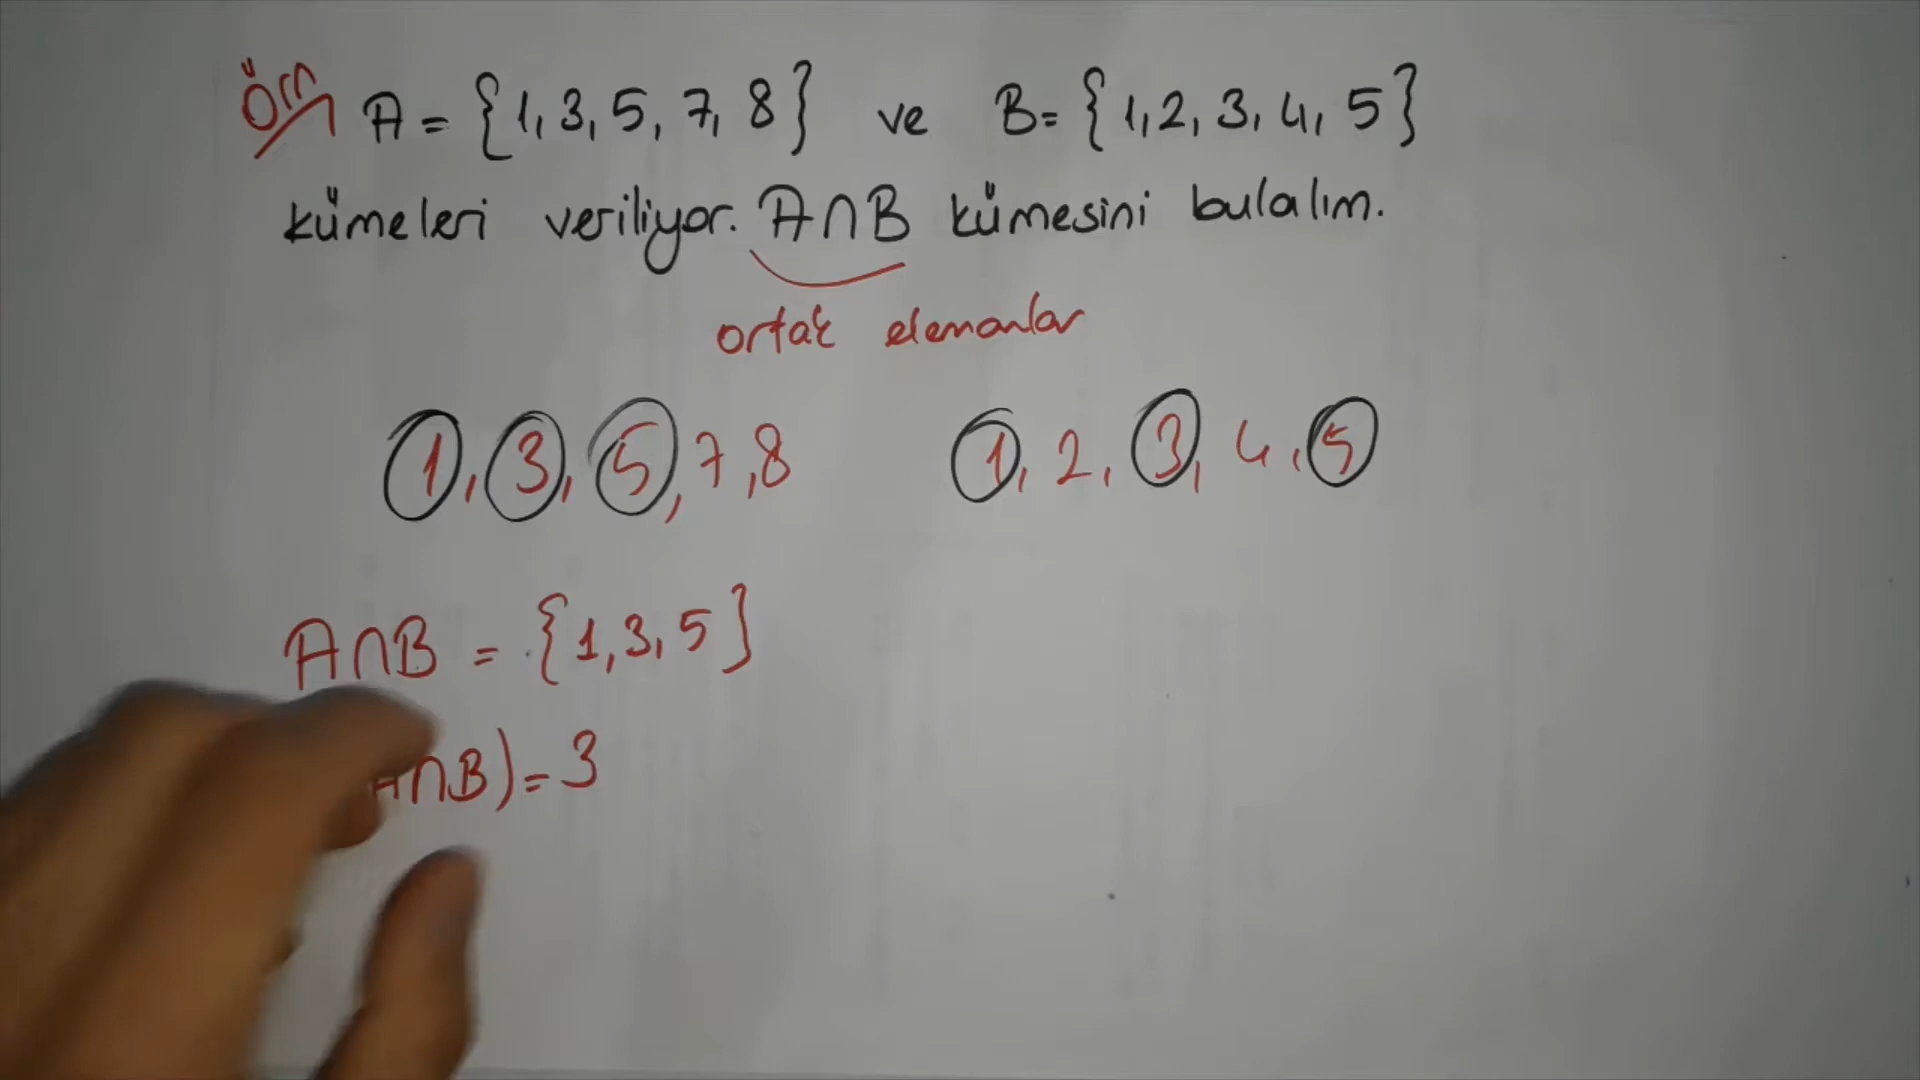 Örn A = {1, 3, 5, 7, 8} ve B = {1, 2, 3, 4, 5}
kümeleri veriliyor. A∩B kümesini bulalım.
ortak elemanlar
1, 3, 5, 7, 8 1, 2, 3, 4, 5
A∩B = {1, 3, 5}
A∩B) = 3